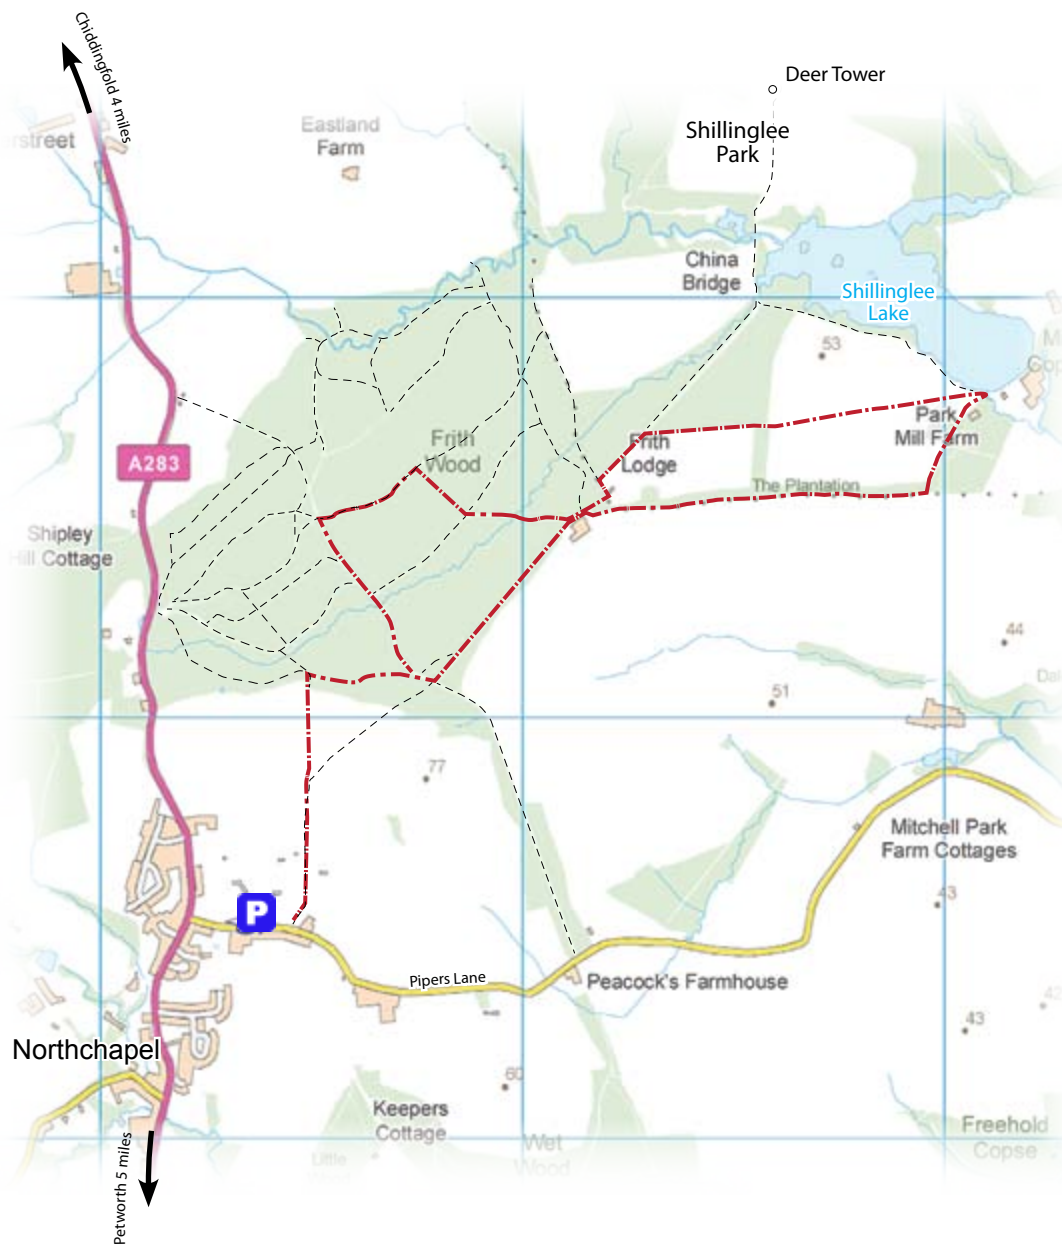 Chiddingfold 4 miles
Deer Tower
Eastland
Farm
Shillinglee
Park
rstreet
China
Bridge
Shillinglee
Lake
53
Frith
Wood
Frith
Lodge
Park
Mill Farm
A283
The Plantation
Shipley
Hill Cottage
44
51
77
Mitchell Park
Farm Cottages
43
P
Pipers Lane
Peacock's Farmhouse
43
Northchapel
60
Keepers
Cottage
Freehold
Copse
Wet
Wood
Little
Petworth 5 miles